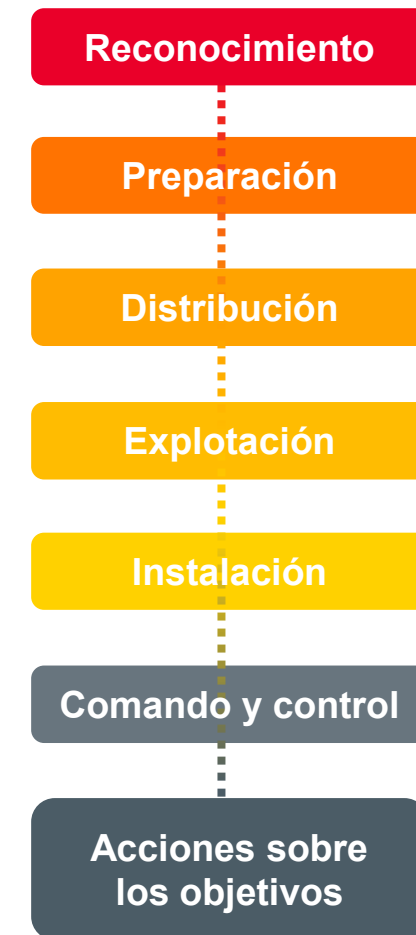 Reconocimiento
Preparación
Distribución
Explotación
Instalación
Comando y control
Acciones sobre
los objetivos